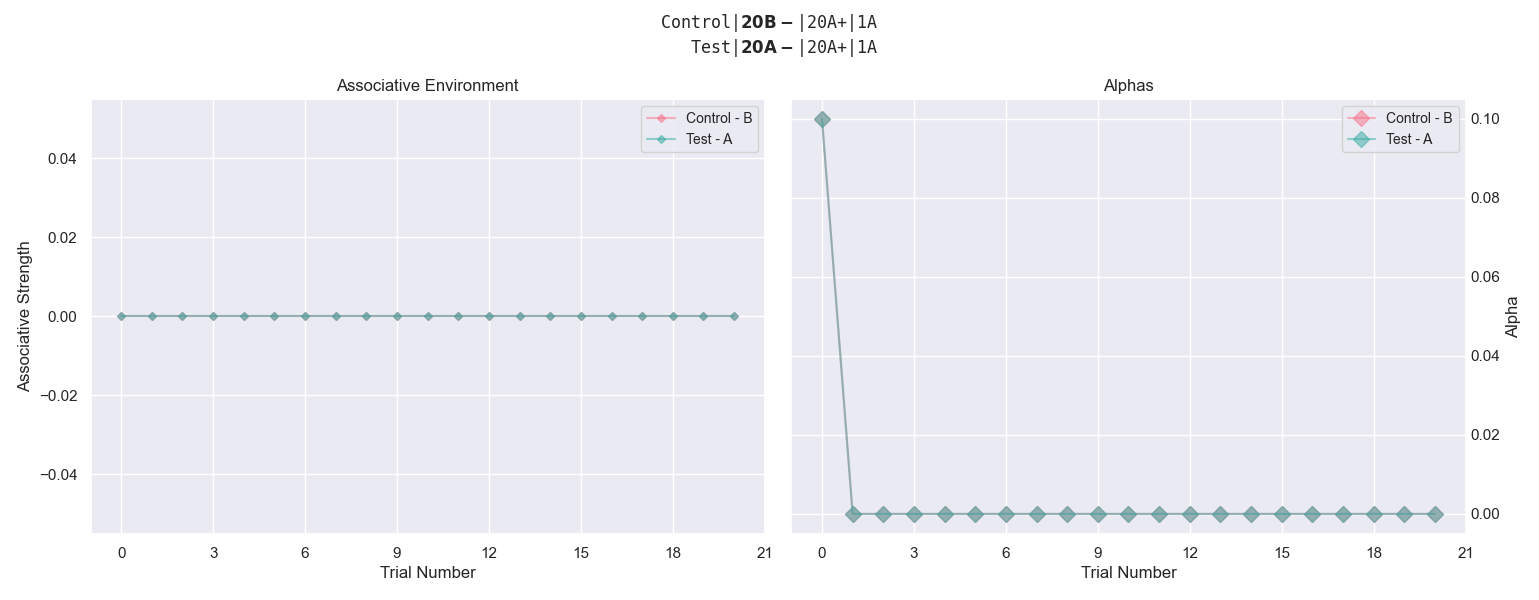 Control|20B−|20A+|1A
Test|20A−|20A+|1A
Associative Environment
Alphas
Control - B
Test - A
Control - B
Test - A
Associative Strength
0.04
0.02
0.00
−0.02
−0.04
0.10
0.08
0.06
0.04
0.02
0.00
Alpha
0 3 6 9 12 15 18 21
0 3 6 9 12 15 18 21
Trial Number
Trial Number